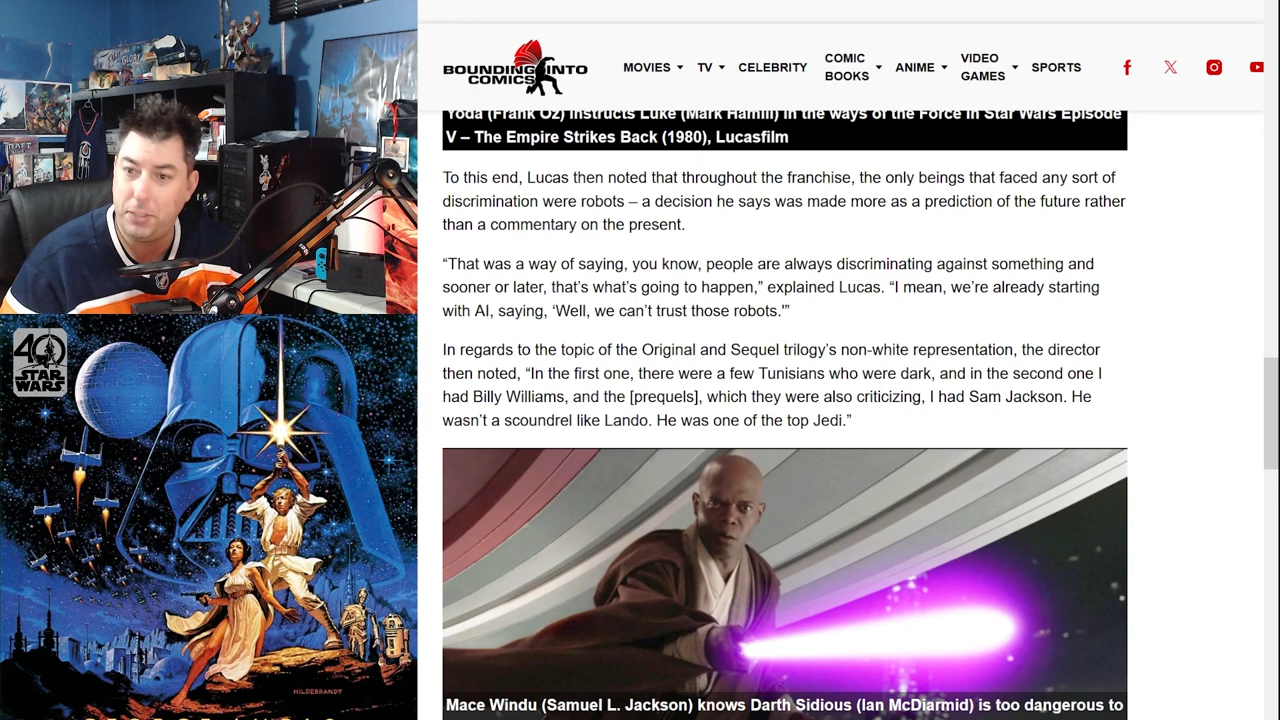 BOUNDING INTO
COMICS
MOVIES
TV
CELEBRITY
COMIC
BOOKS
ANIME
VIDEO
GAMES
SPORTS
Yoda (Frank Oz) instructs Luke (Mark Hamill) in the ways of the Force in Star Wars Episode
V – The Empire Strikes Back (1980), Lucasfilm
To this end, Lucas then noted that throughout the franchise, the only beings that faced any sort of
discrimination were robots – a decision he says was made more as a prediction of the future rather
than a commentary on the present.
“That was a way of saying, you know, people are always discriminating against something and
sooner or later, that’s what’s going to happen,” explained Lucas. “I mean, we’re already starting
with AI, saying, ‘Well, we can’t trust those robots.'”
In regards to the topic of the Original and Sequel trilogy’s non-white representation, the director
then noted, “In the first one, there were a few Tunisians who were dark, and in the second one I
had Billy Williams, and the [prequels], which they were also criticizing, I had Sam Jackson. He
wasn’t a scoundrel like Lando. He was one of the top Jedi.”
Mace Windu (Samuel L. Jackson) knows Darth Sidious (Ian McDiarmid) is too dangerous to
40
STAR
WARS
HILDEBRANDT